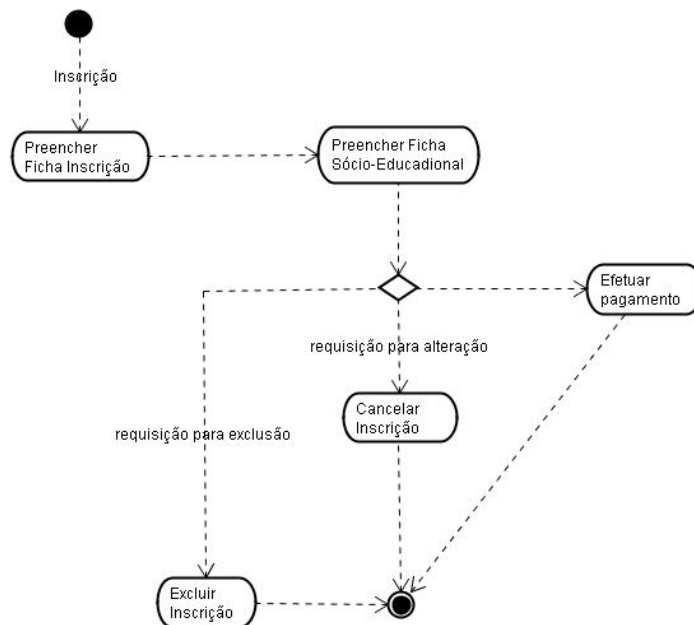 Inscrição
Preencher
Ficha Inscrição
Preencher Ficha
Sócio-Educadional
Efetuar
pagamento
requisição para alteração
Cancelar
Inscrição
requisição para exclusão
Excluir
Inscrição